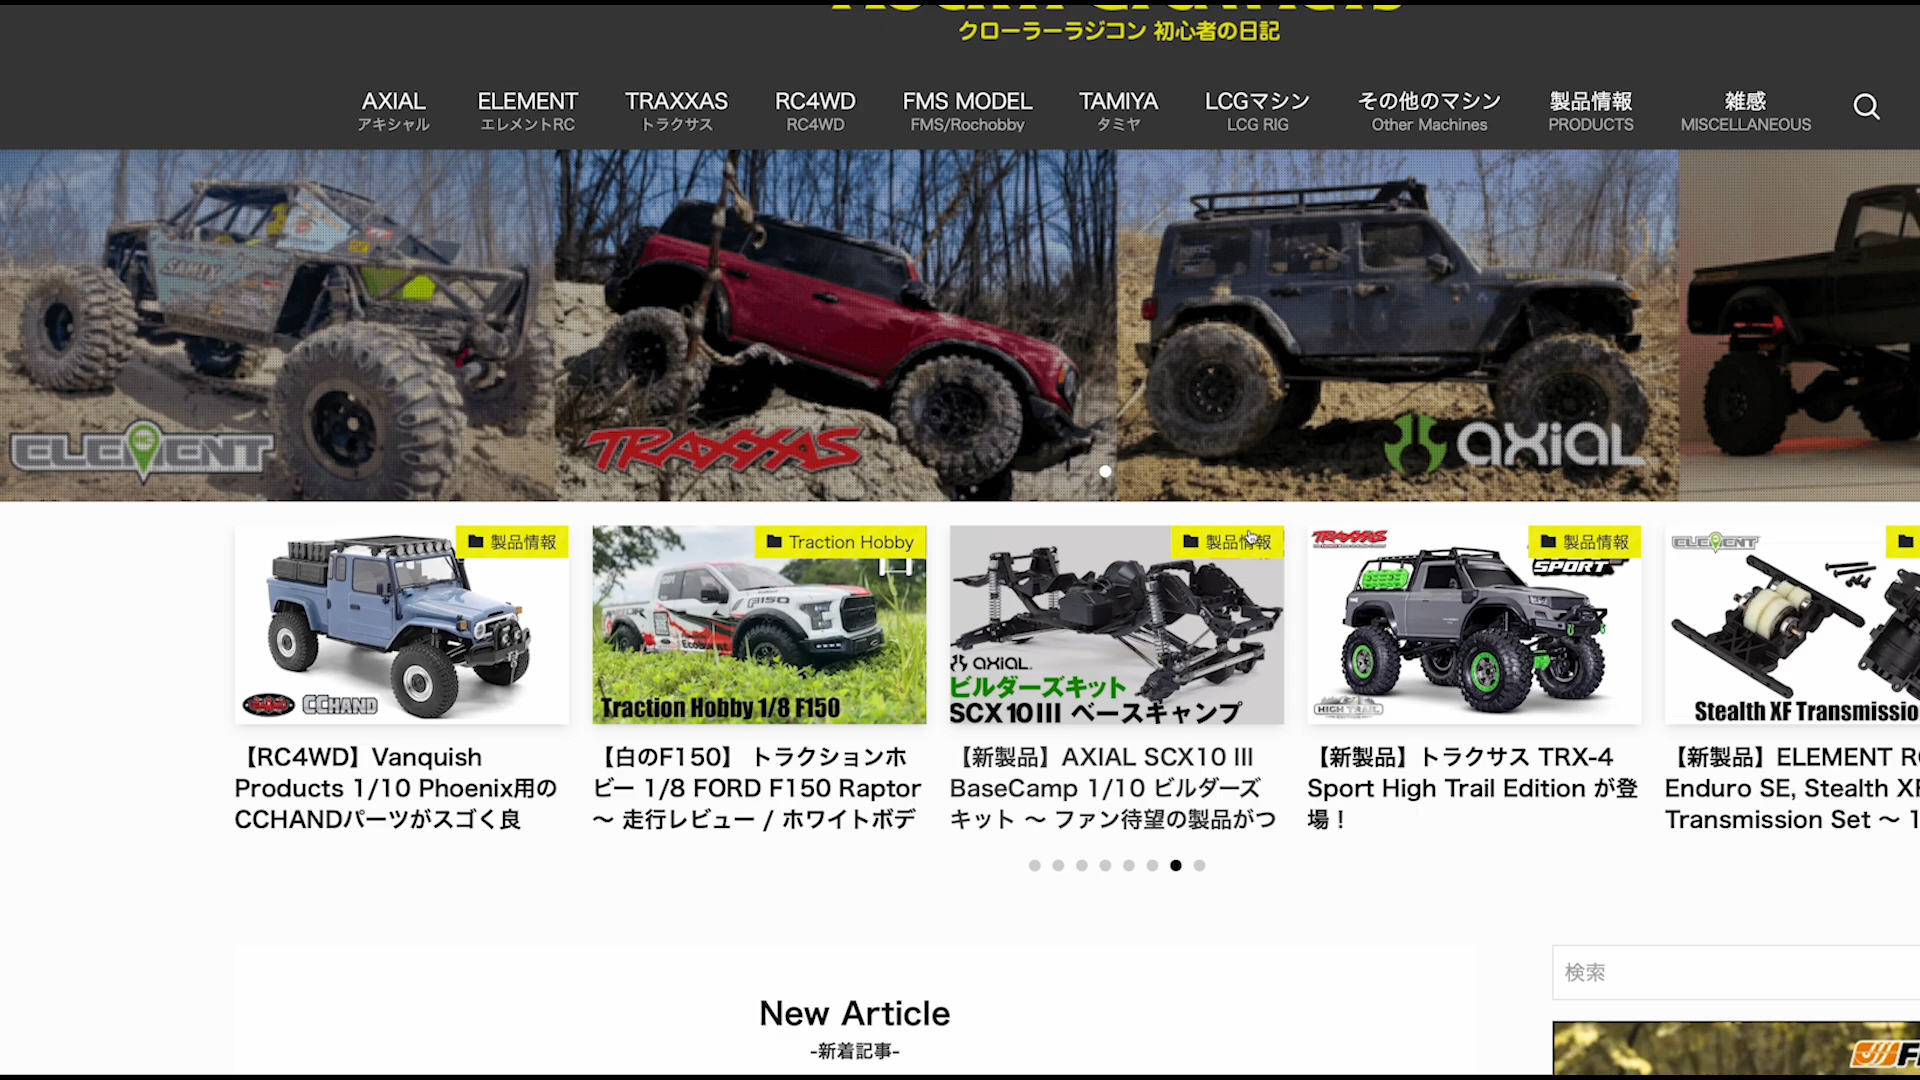 クローラーラジコン 初心者の日記
AXIAL
アキシャル
ELEMENT
エレメントRC
TRAXXAS
トラクサス
RC4WD
RC4WD
FMS MODEL
FMS/Rochobby
TAMIYA
タミヤ
LCGマシン
LCG RIG
その他のマシン
Other Machines
製品情報
PRODUCTS
雑感
MISCELLANEOUS
ELEMENT
TRAXXAS
AXIAL
製品情報
CCHAND
【RC4WD】Vanquish
Products 1/10 Phoenix用の
CCHANDパーツがスゴく良
Traction Hobby
F150
Traction Hobby 1/8 F150
【白のF150】 トラクションホ
ビー 1/8 FORD F150 Raptor
〜 走行レビュー / ホワイトボデ
製品情報
AXIAL
ビルダーズキット
SCX10III ベースキャンプ
【新製品】AXIAL SCX10 III
BaseCamp 1/10 ビルダーズ
キット 〜 ファン待望の製品がつ
製品情報
TRAXXAS
SPORT
HIGH TRAIL
【新製品】トラクサス TRX-4
Sport High Trail Edition が登
場！
ELEMENT
Stealth XF Transmissio
【新製品】ELEMENT R
Enduro SE, Stealth XF
Transmission Set 〜 1
New Article
-新着記事-
検索